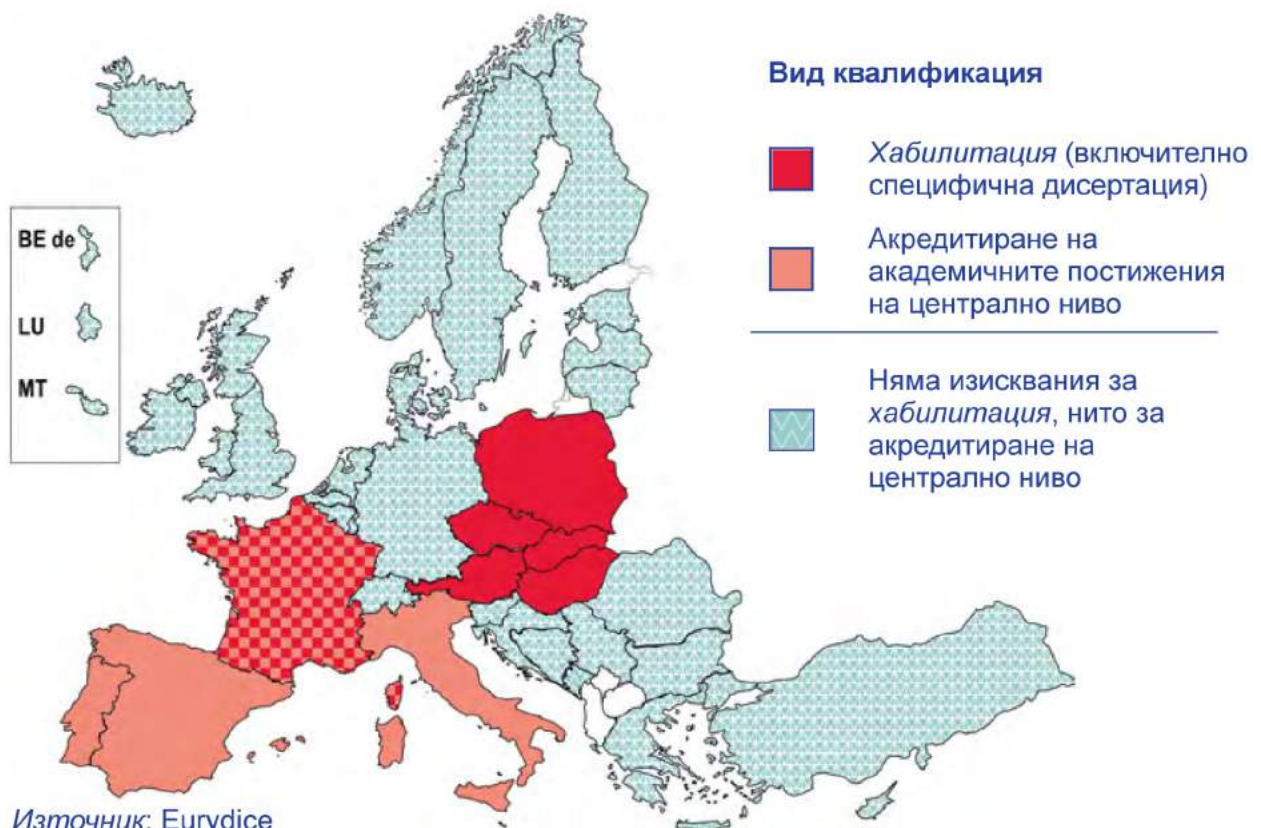 Вид квалификация
Хабилитация (включително
специфична дисертация)
Акредитиране на
академичните постижения
на централно ниво
Няма изисквания за
хабилитация, нито за
акредитиране на
централно ниво
BE de
LU
MT
Източник: Eurydice